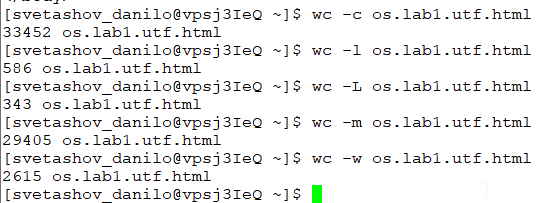 [svetashov_danilo@vpsj3IeQ ~]$ wc -c os.lab1.utf.html
33452 os.lab1.utf.html
[svetashov_danilo@vpsj3IeQ ~]$ wc -l os.lab1.utf.html
586 os.lab1.utf.html
[svetashov_danilo@vpsj3IeQ ~]$ wc -L os.lab1.utf.html
343 os.lab1.utf.html
[svetashov_danilo@vpsj3IeQ ~]$ wc -m os.lab1.utf.html
29405 os.lab1.utf.html
[svetashov_danilo@vpsj3IeQ ~]$ wc -w os.lab1.utf.html
2615 os.lab1.utf.html
[svetashov_danilo@vpsj3IeQ ~]$